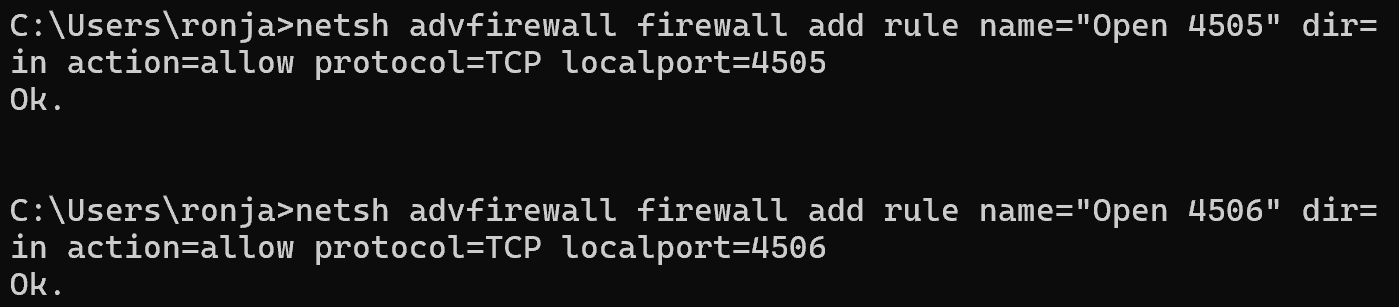 C:\Users\ronja>netsh advfirewall firewall add rule name="Open 4505" dir=
in action=allow protocol=TCP localport=4505
Ok.
C:\Users\ronja>netsh advfirewall firewall add rule name="Open 4506" dir=
in action=allow protocol=TCP localport=4506
Ok.